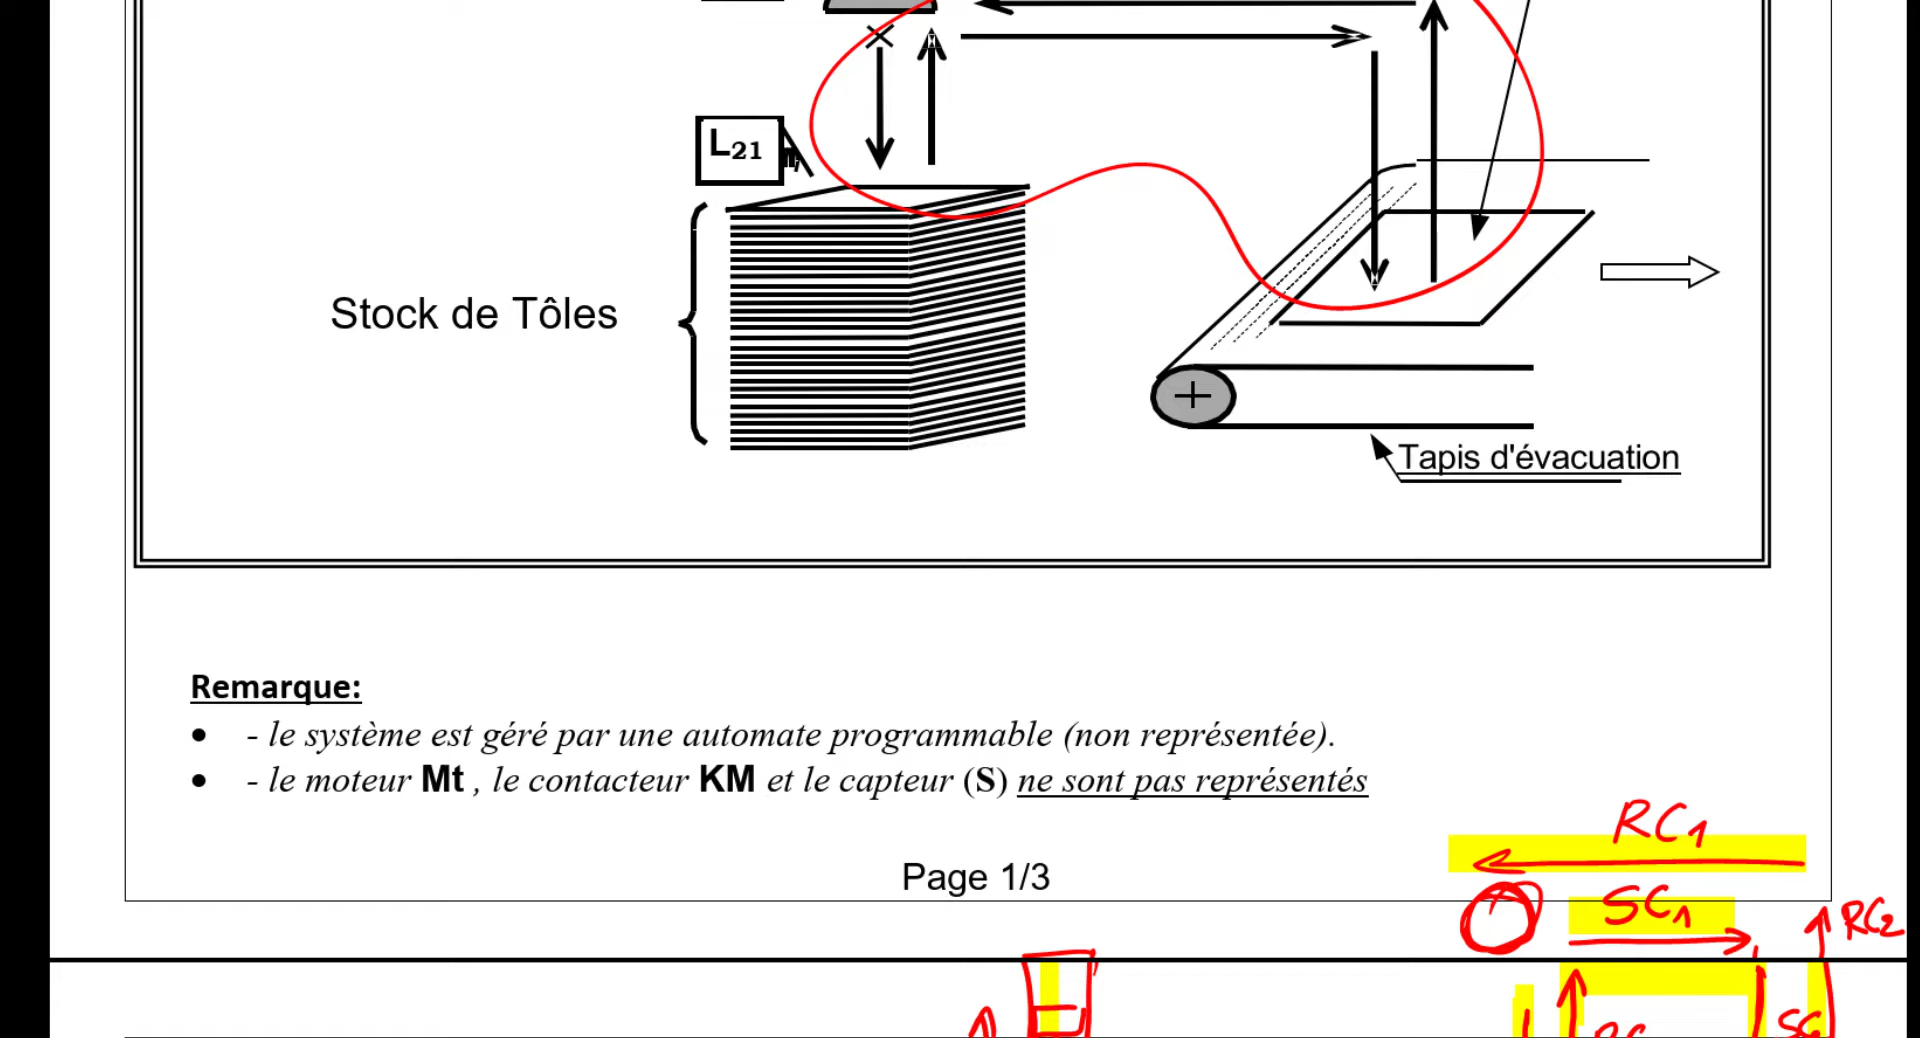 L21
Stock de Tôles
Tapis d'évacuation
Remarque:
- le système est géré par une automate programmable (non représentée).
- le moteur Mt , le contacteur KM et le capteur (S) ne sont pas représentés
RC1
Page 1/3
SC1
RC2